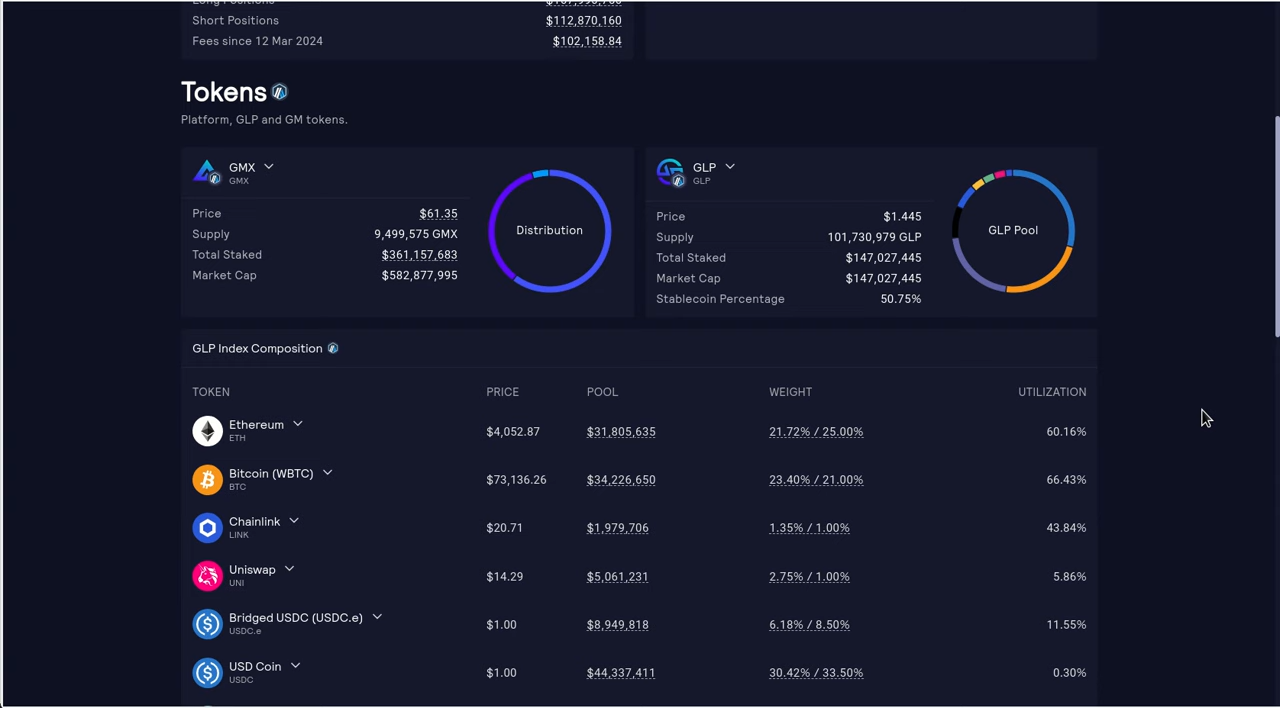 Long Positions
Short Positions $112,870,160
Fees since 12 Mar 2024 $102,158.84
Tokens
Platform, GLP and GM tokens.
GMX
GMX
Price $61.35
Supply 9,499,575 GMX
Total Staked $361,157,683
Market Cap $582,877,995
Distribution
GLP
GLP
Price $1.445
Supply 101,730,979 GLP
Total Staked $147,027,445
Market Cap $147,027,445
Stablecoin Percentage 50.75%
GLP Pool
GLP Index Composition
TOKEN PRICE POOL WEIGHT UTILIZATION
Ethereum
ETH
$4,052.87 $31,805,635 21.72% / 25.00% 60.16%
Bitcoin (WBTC)
BTC
$73,136.26 $34,226,650 23.40% / 21.00% 66.43%
Chainlink
LINK
$20.71 $1,979,706 1.35% / 1.00% 43.84%
Uniswap
UNI
$14.29 $5,061,231 2.75% / 1.00% 5.86%
Bridged USDC (USDC.e)
USDC.e
$1.00 $8,949,818 6.18% / 8.50% 11.55%
USD Coin
USDC
$1.00 $44,337,411 30.42% / 33.50% 0.30%